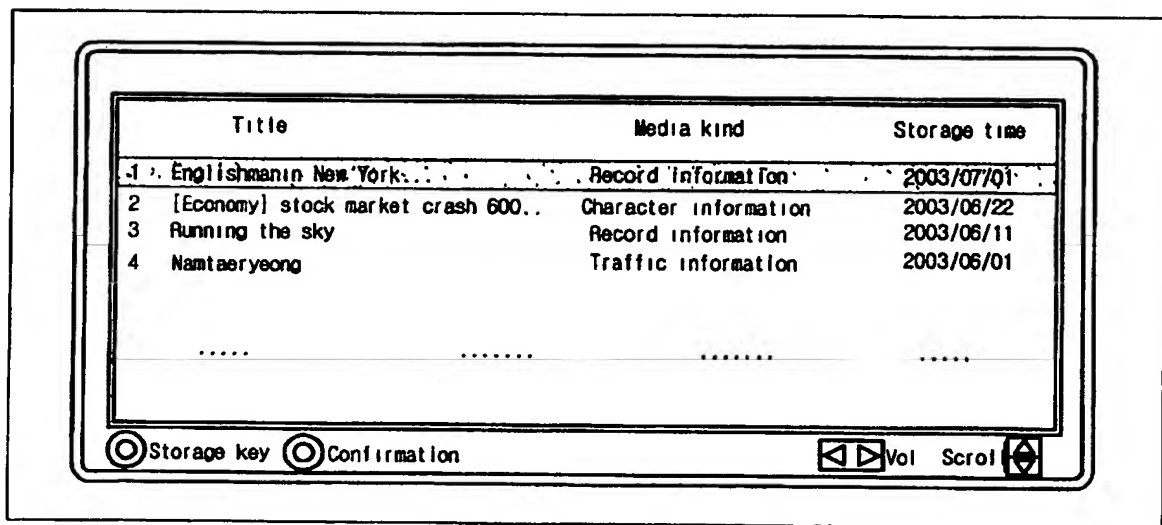 Title Media kind Storage time
1 Englishmanin New York..... Record information 2003/07/01
2 [Economy] stock market crash 600.. Character information 2003/06/22
3 Running the sky Record information 2003/06/11
4 Namtaeryeong Traffic information 2003/06/01
..... ....... ....... .....
Storage key Confirmation Vol Scroll